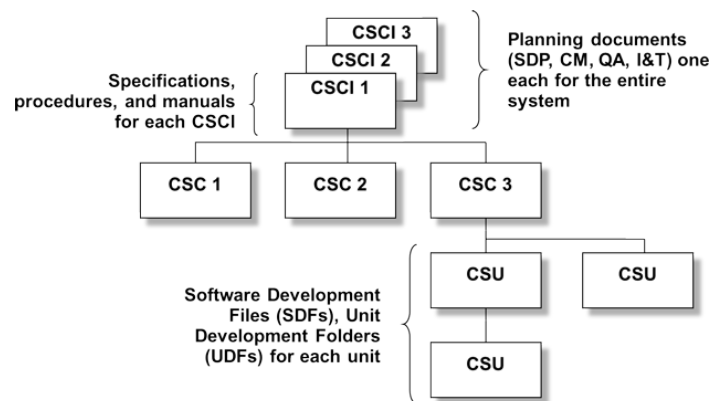 CSCI 3
CSCI 2
CSCI 1
Specifications,
procedures, and manuals
for each CSCI
Planning documents
(SDP, CM, QA, I&T) one
each for the entire
system
CSC 1
CSC 2
CSC 3
CSU
CSU
Software Development
Files (SDFs), Unit
Development Folders
(UDFs) for each unit
CSU